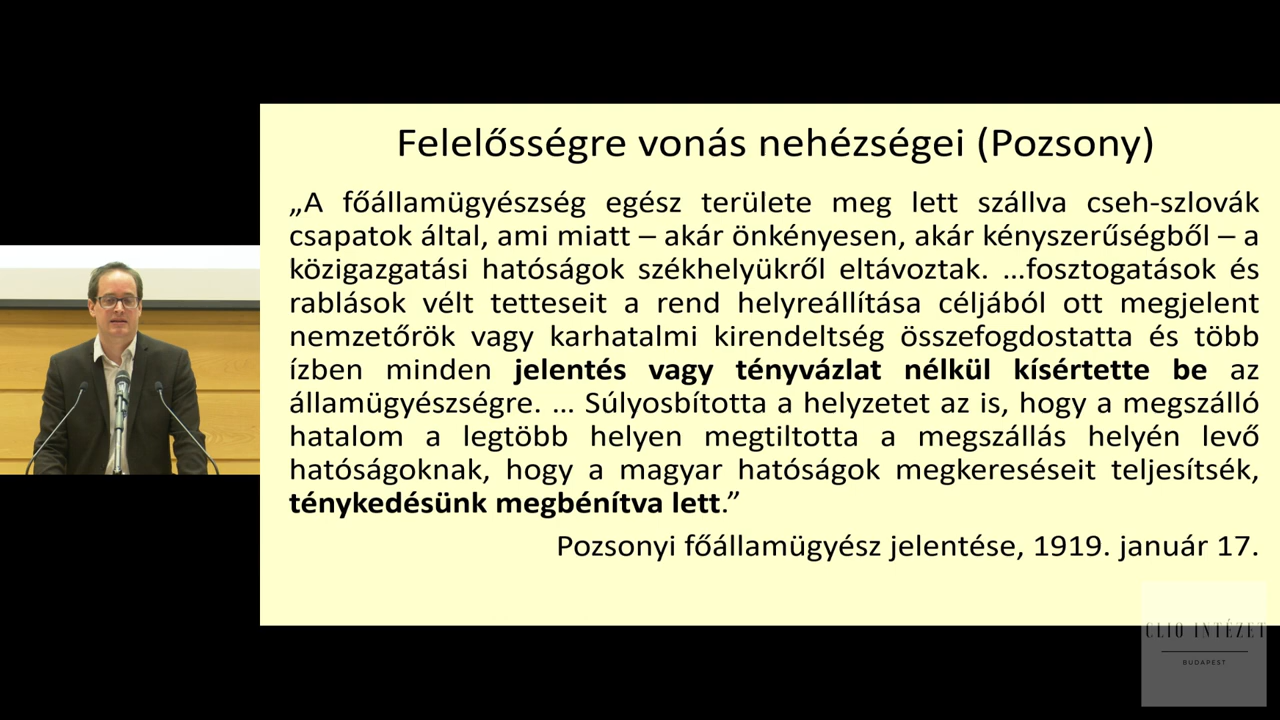 Felelősségre vonás nehézségei (Pozsony)
„A főállamügyészség egész területe meg lett szállva cseh-szlovák
csapatok által, ami miatt – akár önkényesen, akár kényszerűségből – a
közigazgatási hatóságok székhelyükről eltávoztak. ...fosztogatások és
rablások vélt tetteseit a rend helyreállítása céljából ott megjelent
nemzetőrök vagy karhatalmi kirendeltség összefogdostatta és több
ízben minden jelentés vagy tényvázlat nélkül kísértette be az
államügyészségre. ... Súlyosbította a helyzetet az is, hogy a megszálló
hatalom a legtöbb helyen megtiltotta a megszállás helyén levő
hatóságoknak, hogy a magyar hatóságok megkereséseit teljesítsék,
ténykedésünk megbénítva lett.”
Pozsonyi főállamügyész jelentése, 1919. január 17.
CLIO INTÉZET
BUDAPEST